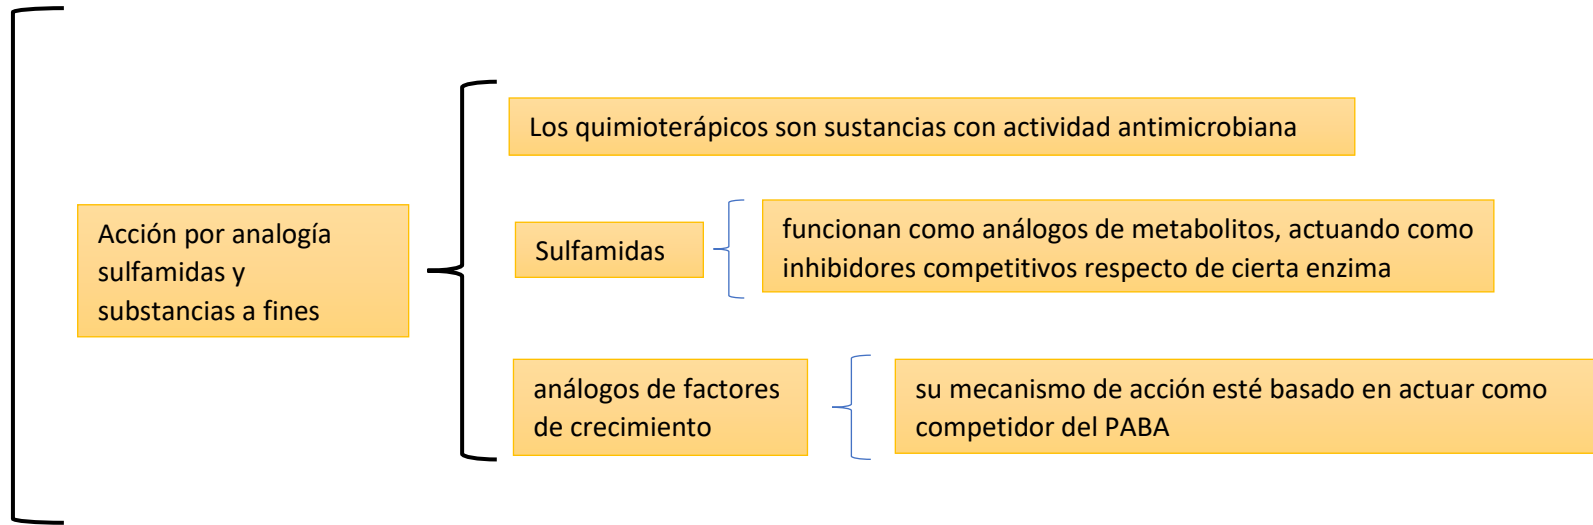 Los quimioterápicos son sustancias con actividad antimicrobiana
Acción por analogía
sulfamidas y
substancias a fines
Sulfamidas
funcionan como análogos de metabolitos, actuando como
inhibidores competitivos respecto de cierta enzima
análogos de factores
de crecimiento
su mecanismo de acción esté basado en actuar como
competidor del PABA